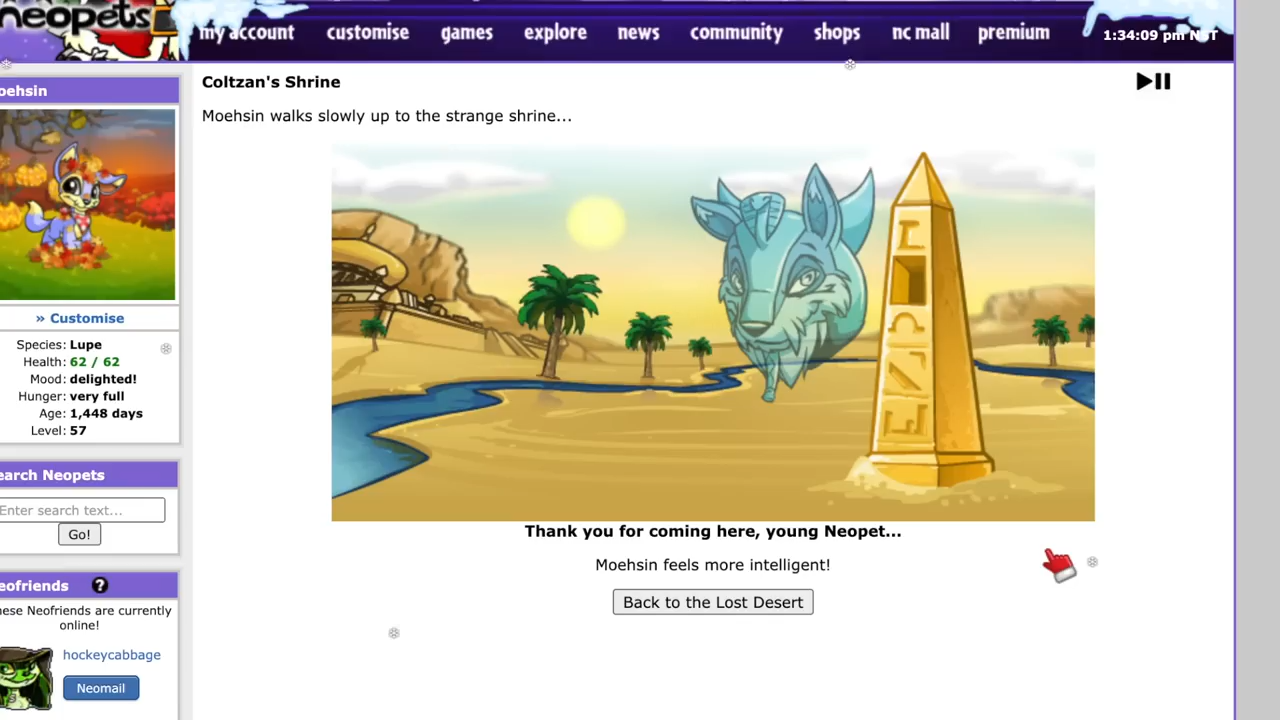 neopets
my account customise games explore news community shops nc mall premium
1:34:09 pm NST
oehsin
» Customise
Species: Lupe
Health: 62 / 62
Mood: delighted!
Hunger: very full
Age: 1,448 days
Level: 57
earch Neopets
Enter search text...
Go!
eofriends ?
hese Neofriends are currently
online!
hockeycabbage
Neomail
Coltzan's Shrine
Moehsin walks slowly up to the strange shrine...
Thank you for coming here, young Neopet...
Moehsin feels more intelligent!
Back to the Lost Desert